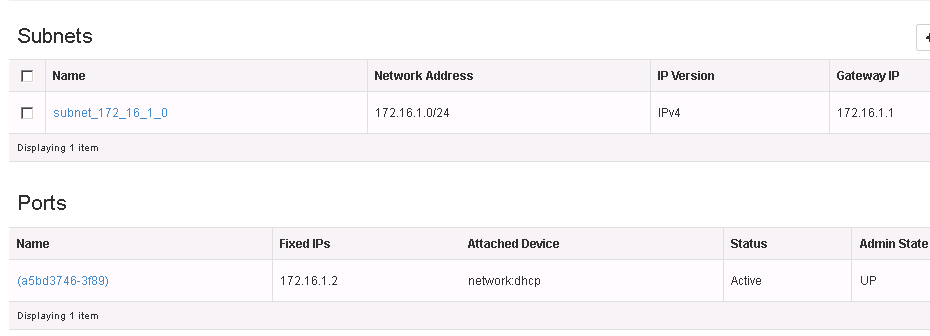 Subnets
Name Network Address IP Version Gateway IP
subnet_172_16_1_0 172.16.1.0/24 IPv4 172.16.1.1
Displaying 1 item
Ports
Name Fixed IPs Attached Device Status Admin State
(a5bd3746-3f89) 172.16.1.2 network:dhcp Active UP
Displaying 1 item